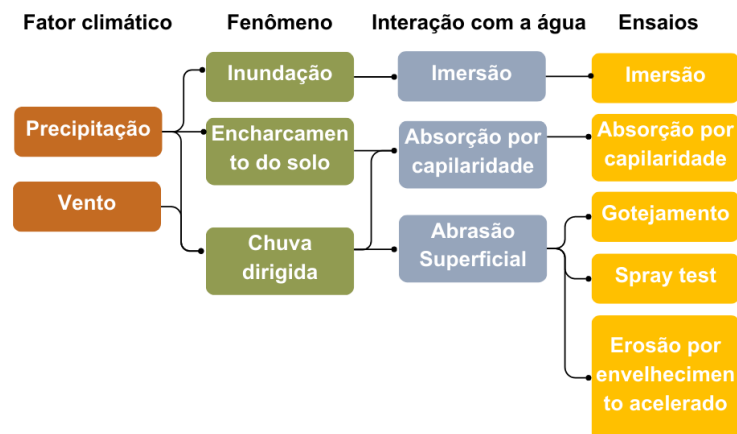 Fator climático
Fenômeno
Interação com a água
Ensaios
Precipitação
Vento
Inundação
Encharcamen
to do solo
Chuva
dirigida
Imersão
Absorção por
capilaridade
Abrasão
Superficial
Imersão
Absorção por
capilaridade
Gotejamento
Spray test
Erosão por
envelhecimen
to acelerado